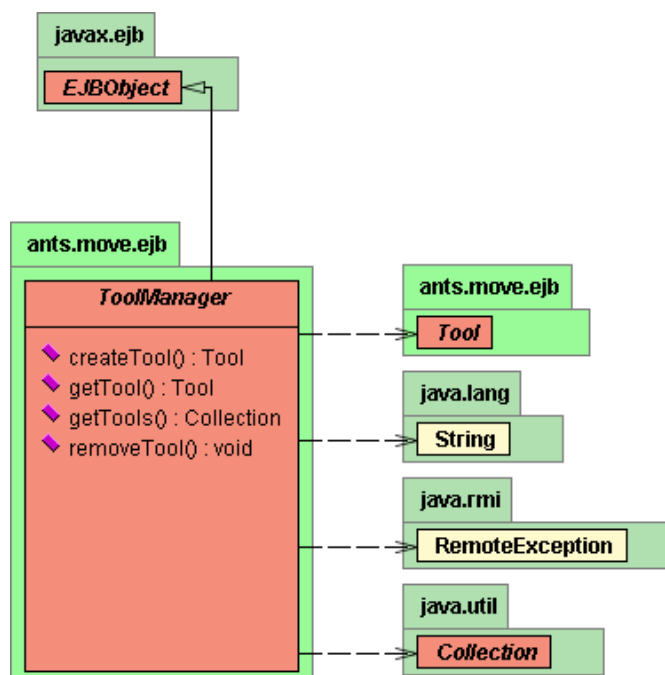 javax.ejb
EJBObject
ants.move.ejb
ToolManager
createTool() : Tool
getTool() : Tool
getTools() : Collection
removeTool() : void
ants.move.ejb
Tool
java.lang
String
java.rmi
RemoteException
java.util
Collection